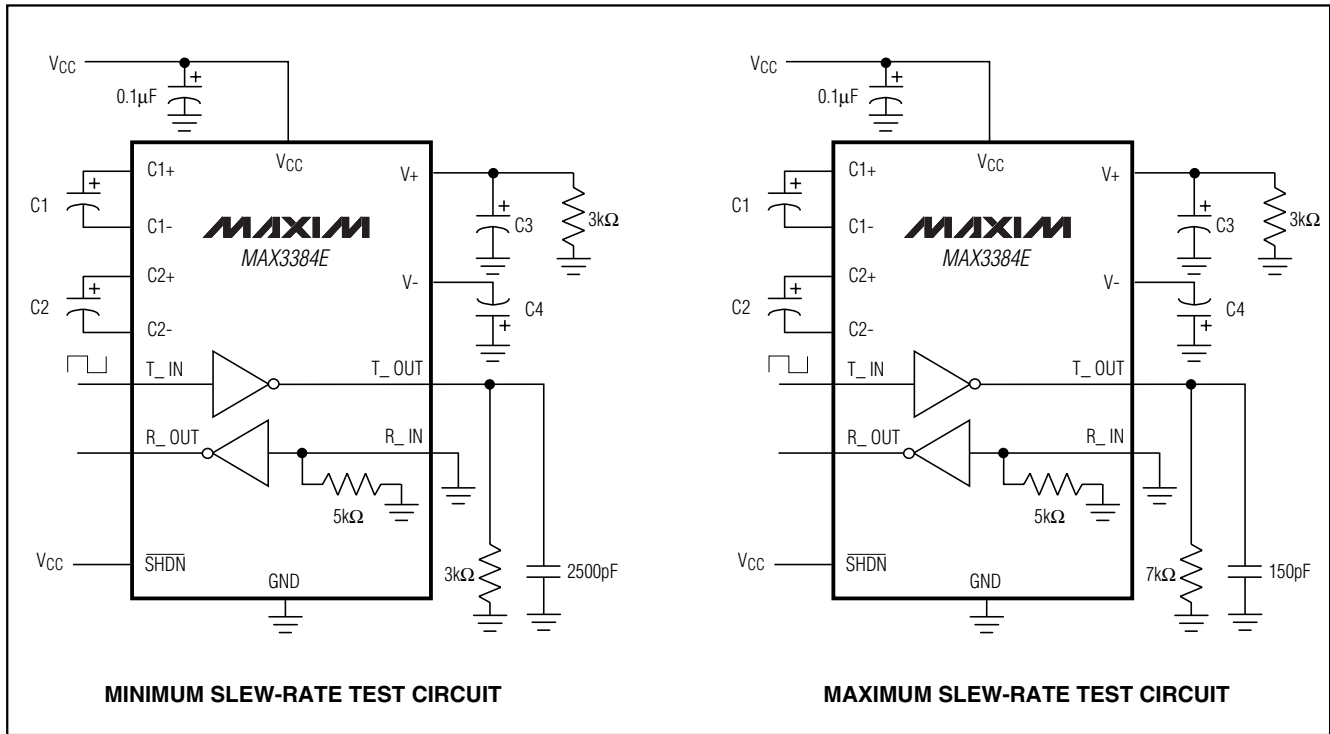 VCC
0.1μF
+
VCC
C1+
C1
+
C1-
MAXIM
MAX3384E
C2+
C2
+
C2-
V+
+
C3
3kΩ
V-
C4
+
T_ IN
T_ OUT
R_ OUT
R_ IN
5kΩ
VCC
SHDN
GND
3kΩ
2500pF
MINIMUM SLEW-RATE TEST CIRCUIT
VCC
0.1μF
+
VCC
C1+
C1
+
C1-
MAXIM
MAX3384E
C2+
C2
+
C2-
V+
+
C3
3kΩ
V-
C4
+
T_ IN
T_ OUT
R_ OUT
R_ IN
5kΩ
VCC
SHDN
GND
7kΩ
150pF
MAXIMUM SLEW-RATE TEST CIRCUIT